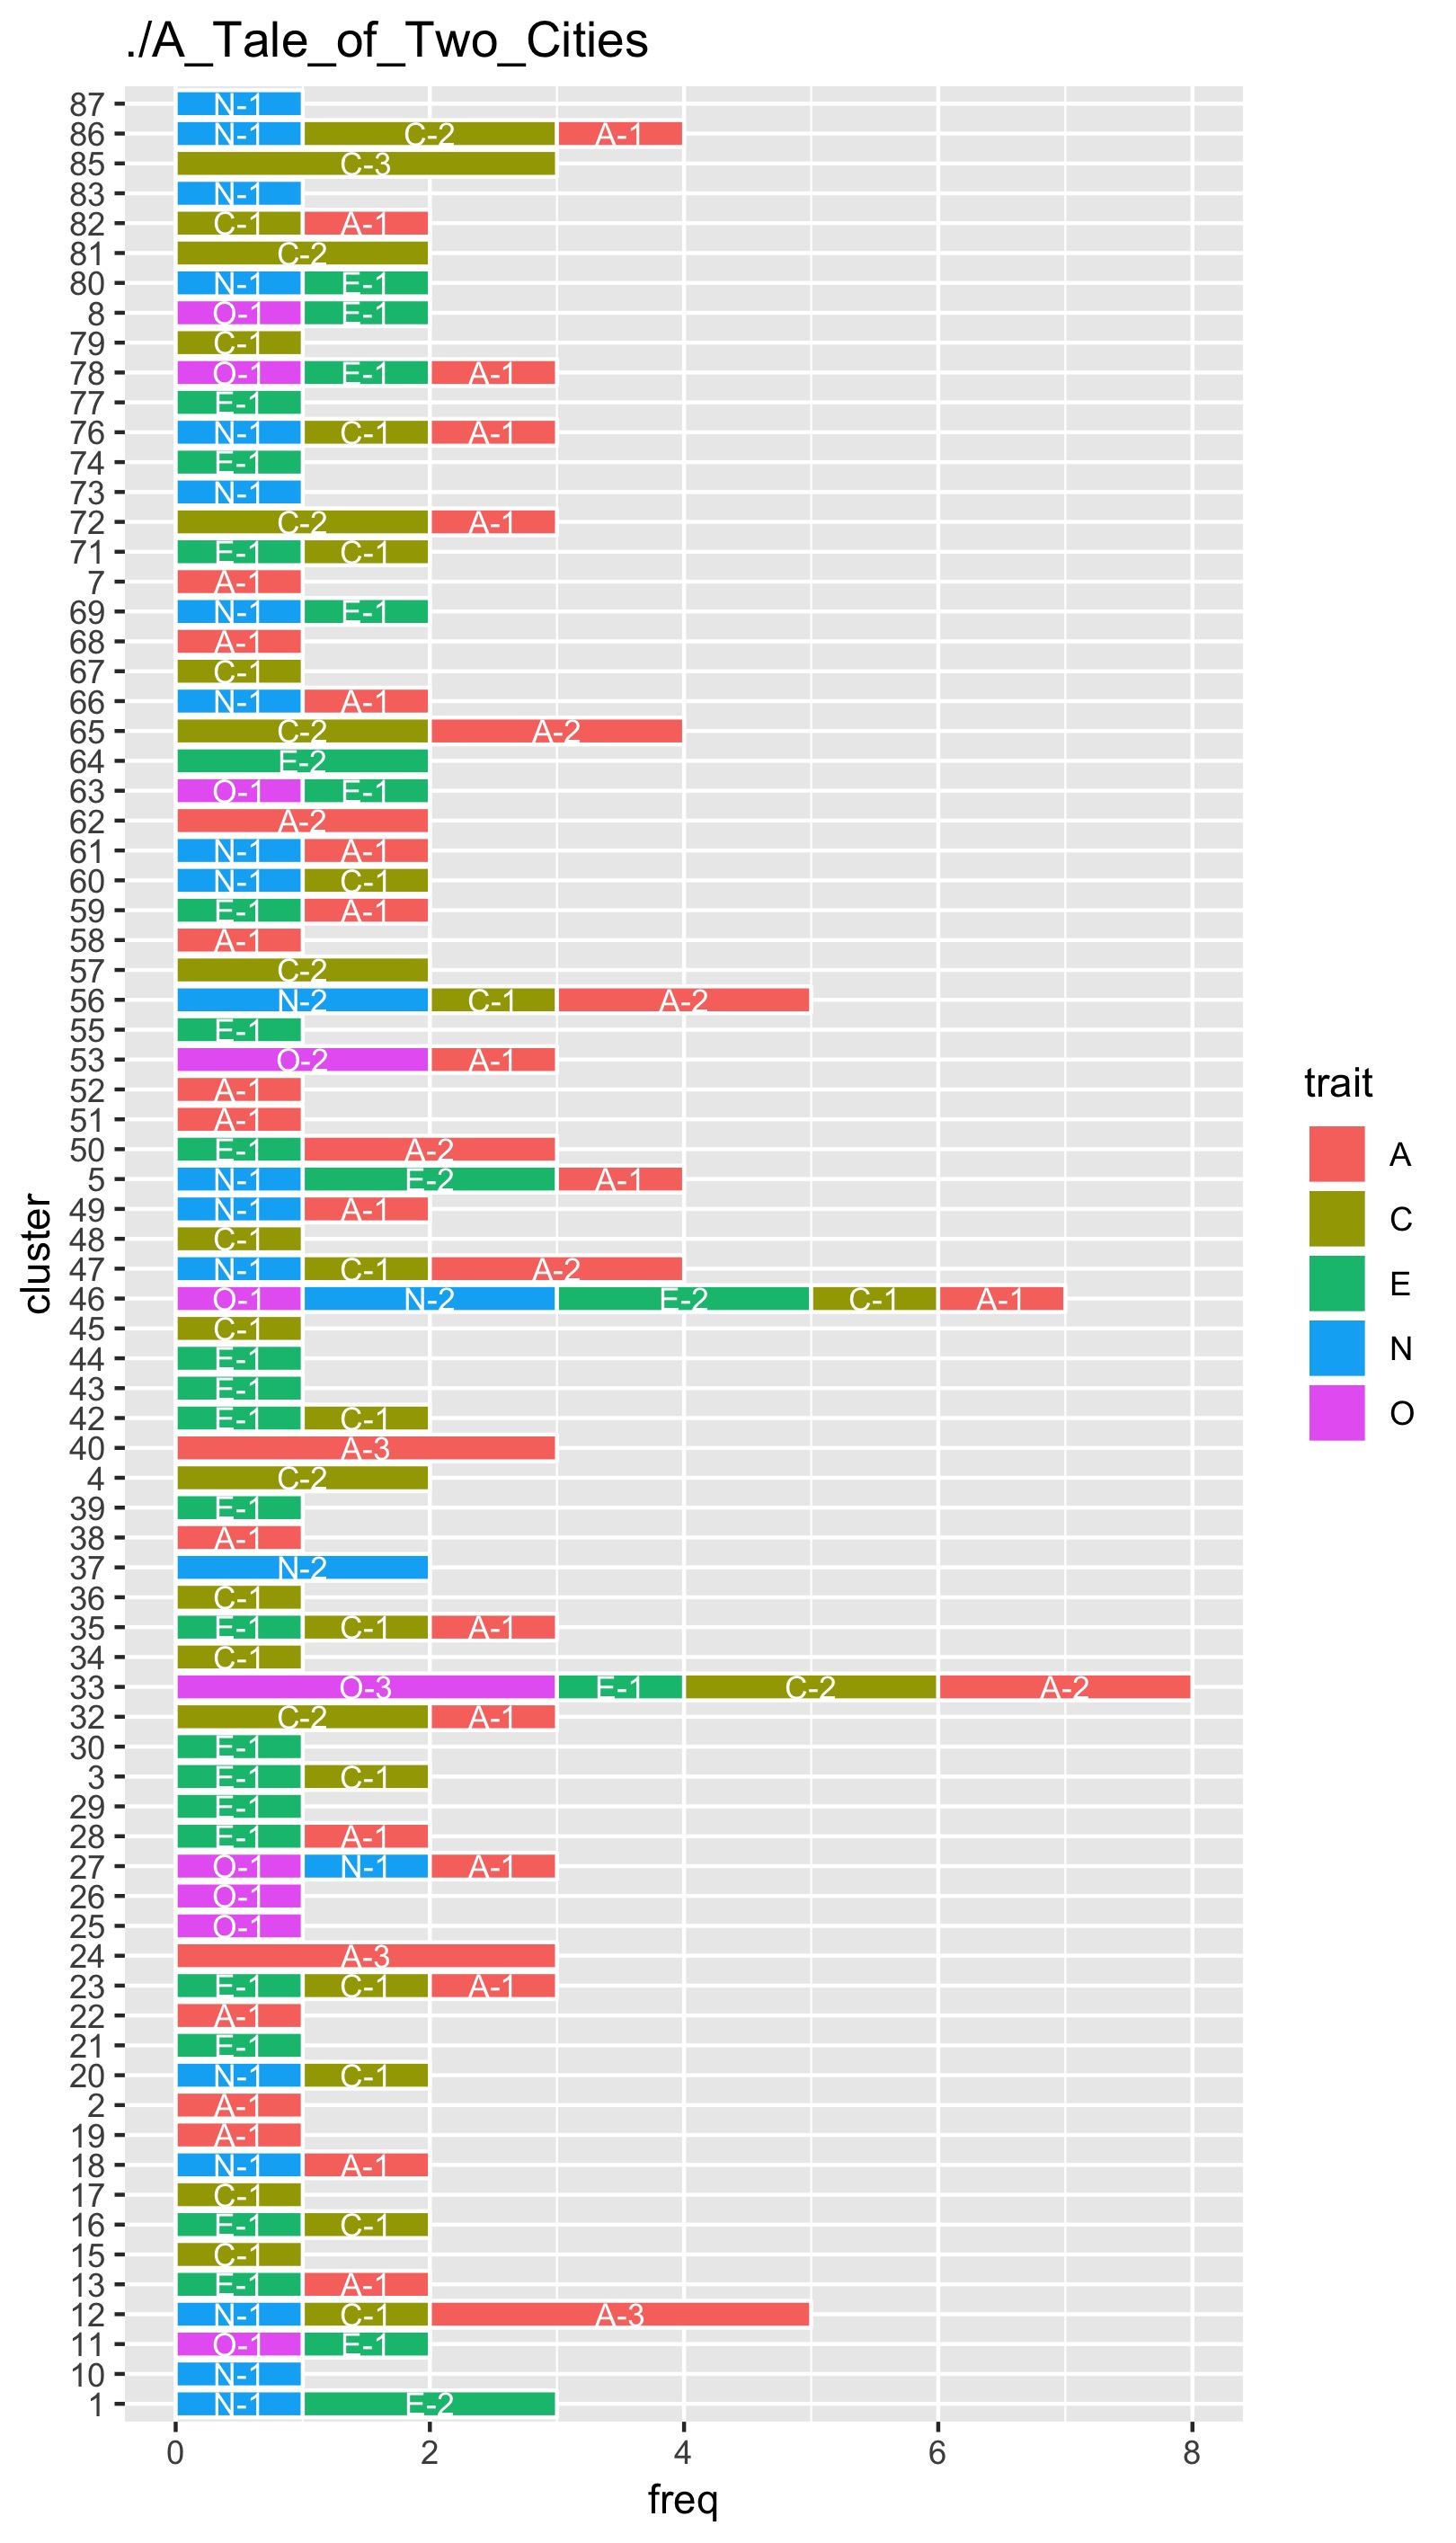 ./A_Tale_of_Two_Cities
87 N-1
86 N-1 C-2 A-1
85 C-3
83 N-1
82 C-1 A-1
81 C-2
80 N-1 E-1
8 O-1 E-1
79 C-1
78 O-1 E-1 A-1
77 E-1
76 N-1 C-1 A-1
74 E-1
73 N-1
72 C-2 A-1
71 E-1 C-1
7 A-1
69 N-1 E-1
68 A-1
67 C-1
66 N-1 A-1
65 C-2 A-2
64 E-2
63 O-1 E-1
62 A-2
61 N-1 A-1
60 N-1 C-1
59 E-1 A-1
58 A-1
57 C-2
56 N-2 C-1 A-2
55 E-1
53 O-2 A-1
52 A-1
51 A-1
50 E-1 A-2
5 N-1 E-2 A-1
49 N-1 A-1
48 C-1
47 N-1 C-1 A-2
46 O-1 N-2 E-2 C-1 A-1
45 C-1
44 E-1
43 E-1
42 E-1 C-1
40 A-3
4 C-2
39 E-1
38 A-1
37 N-2
36 C-1
35 E-1 C-1 A-1
34 C-1
33 O-3 E-1 C-2 A-2
32 C-2 A-1
30 E-1
3 E-1 C-1
29 E-1
28 E-1 A-1
27 O-1 N-1 A-1
26 O-1
25 O-1
24 A-3
23 E-1 C-1 A-1
22 A-1
21 E-1
20 N-1 C-1
2 A-1
19 A-1
18 N-1 A-1
17 C-1
16 E-1 C-1
15 C-1
13 E-1 A-1
12 N-1 C-1 A-3
11 O-1 E-1
10 N-1
1 N-1 E-2
0 2 4 6 8
freq
cluster
trait
A
C
E
N
O